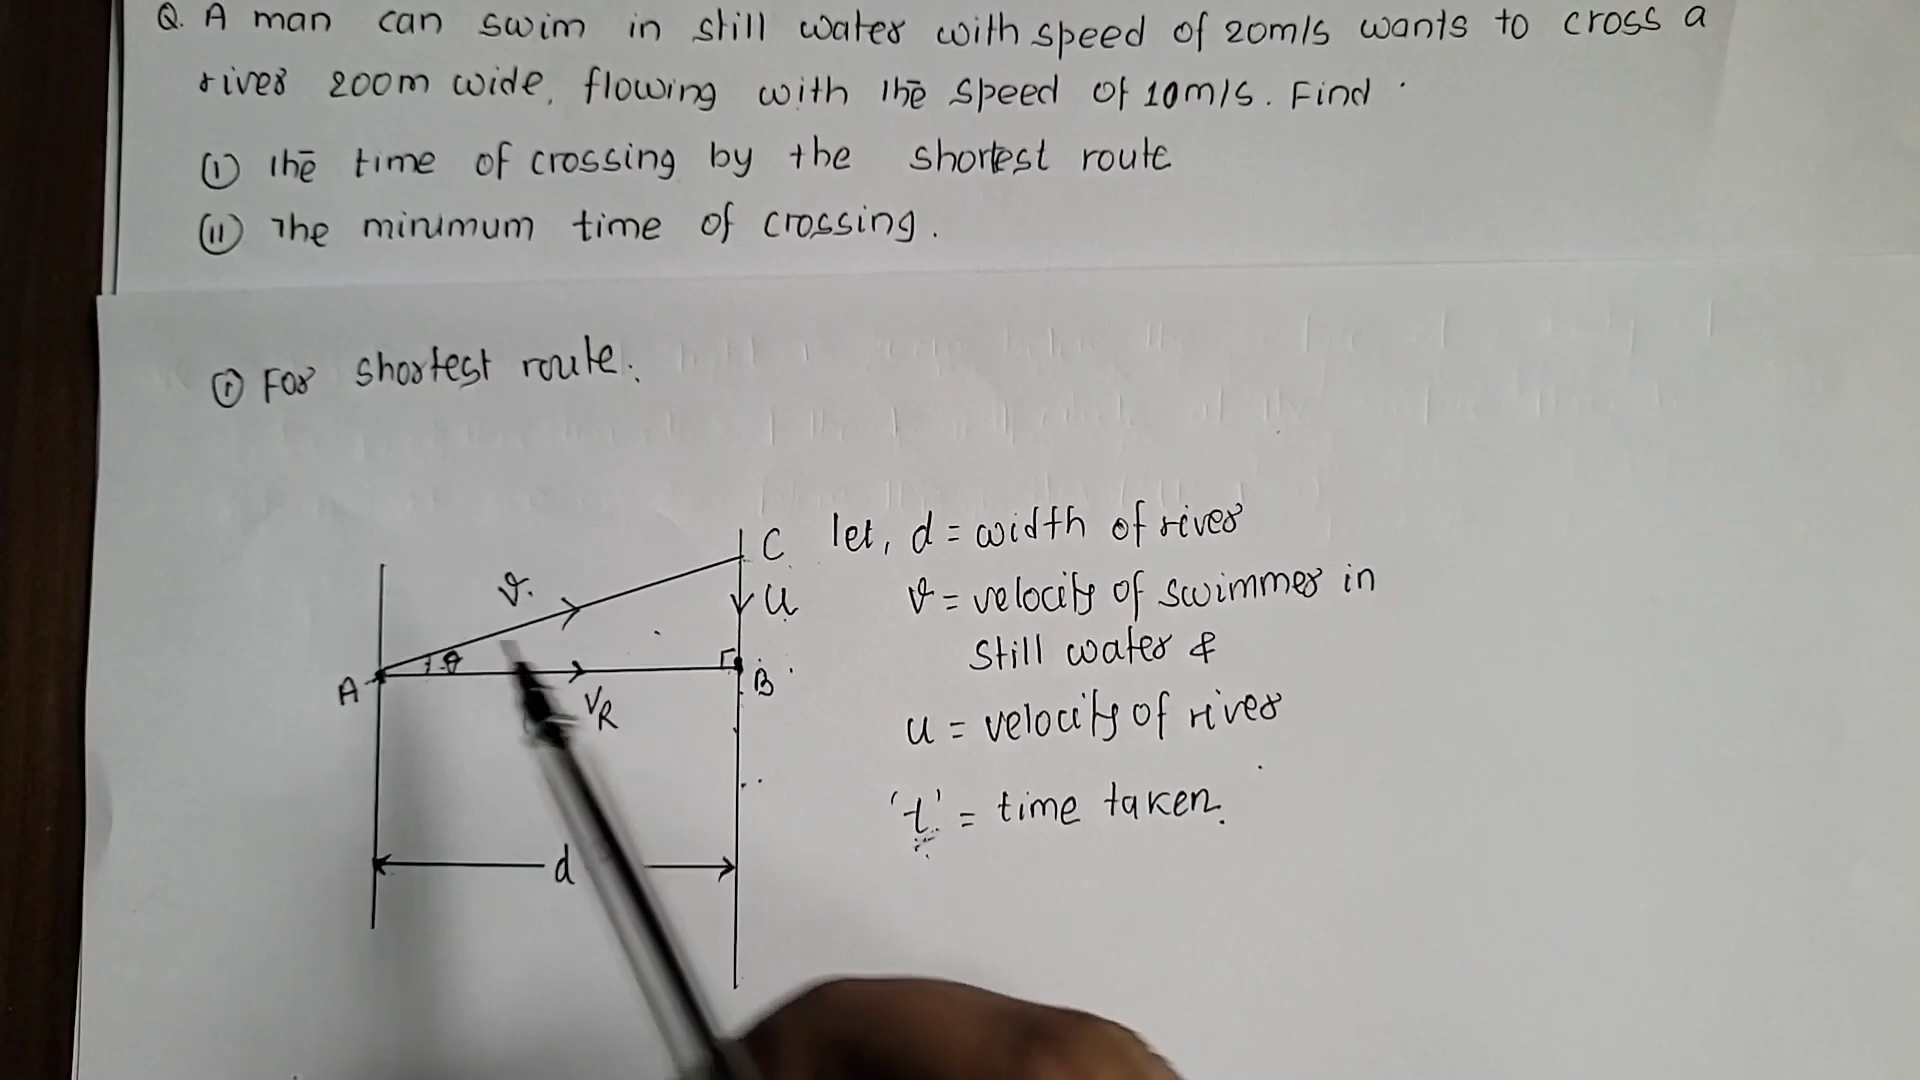 Q. A man can swim in still water with speed of 20m/s wants to cross a
river 200m wide, flowing with the speed of 10m/s. Find
(I) The time of crossing by the shortest route
(II) The minimum time of crossing.
(I) For shortest route.
C let, d = width of river
v u v = velocity of swimmer in
θ still water &
A B
VR u = velocity of river
't' = time taken.
d